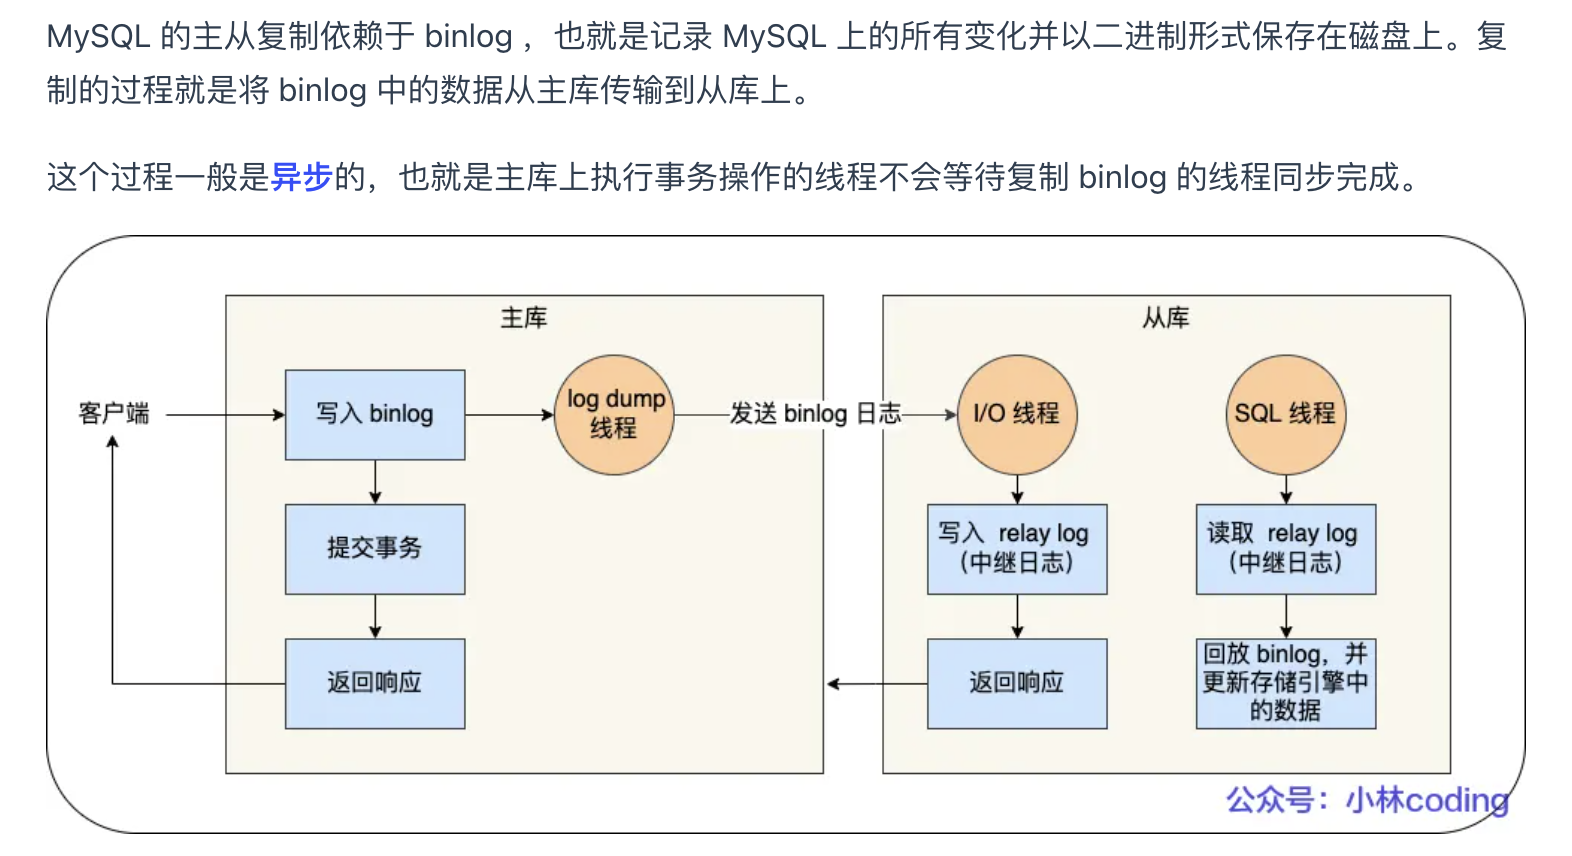 MySQL 的主从复制依赖于 binlog ，也就是记录 MySQL 上的所有变化并以二进制形式保存在磁盘上。复
制的过程就是将 binlog 中的数据从主库传输到从库上。
这个过程一般是异步的，也就是主库上执行事务操作的线程不会等待复制 binlog 的线程同步完成。
主库
从库
客户端
写入 binlog
log dump
线程
发送 binlog 日志
I/O 线程
SQL 线程
提交事务
写入 relay log
（中继日志）
读取 relay log
（中继日志）
返回响应
返回响应
回放 binlog，并
更新存储引擎中
的数据
公众号：小林coding